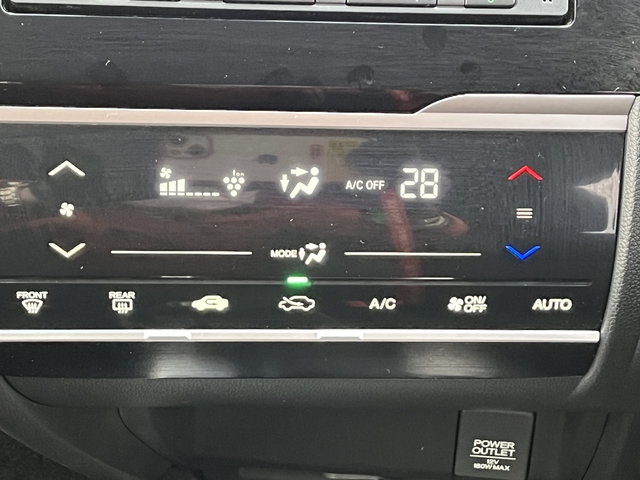 A/C OFF 28
MODE
FRONT
REAR
A/C
ON/
OFF
AUTO
POWER
OUTLET
12V
180W MAX